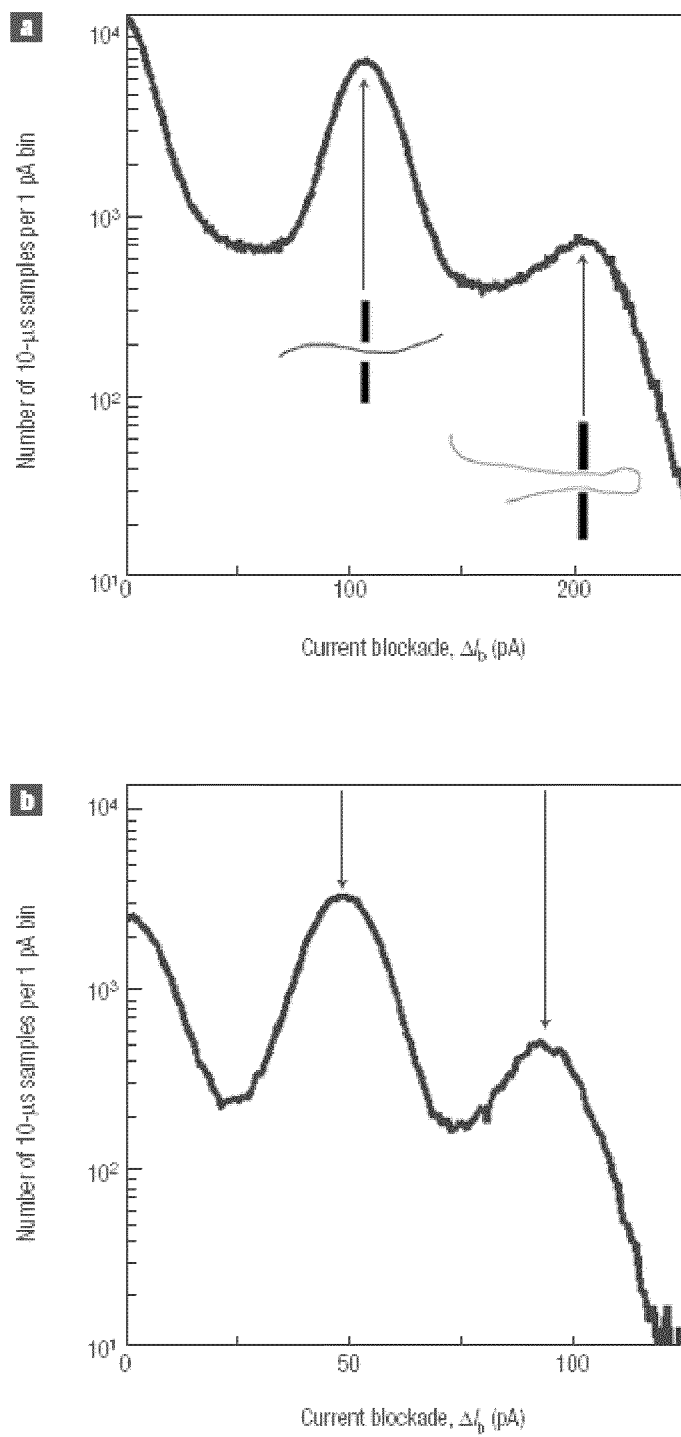 a
10⁴
10³
10²
10¹
Number of 10-µs samples per 1 pA bin
0
100
200
Current blockade, ΔI_b (pA)
b
10⁴
10³
10²
10¹
Number of 10-µs samples per 1 pA bin
0
50
100
Current blockade, ΔI_b (pA)